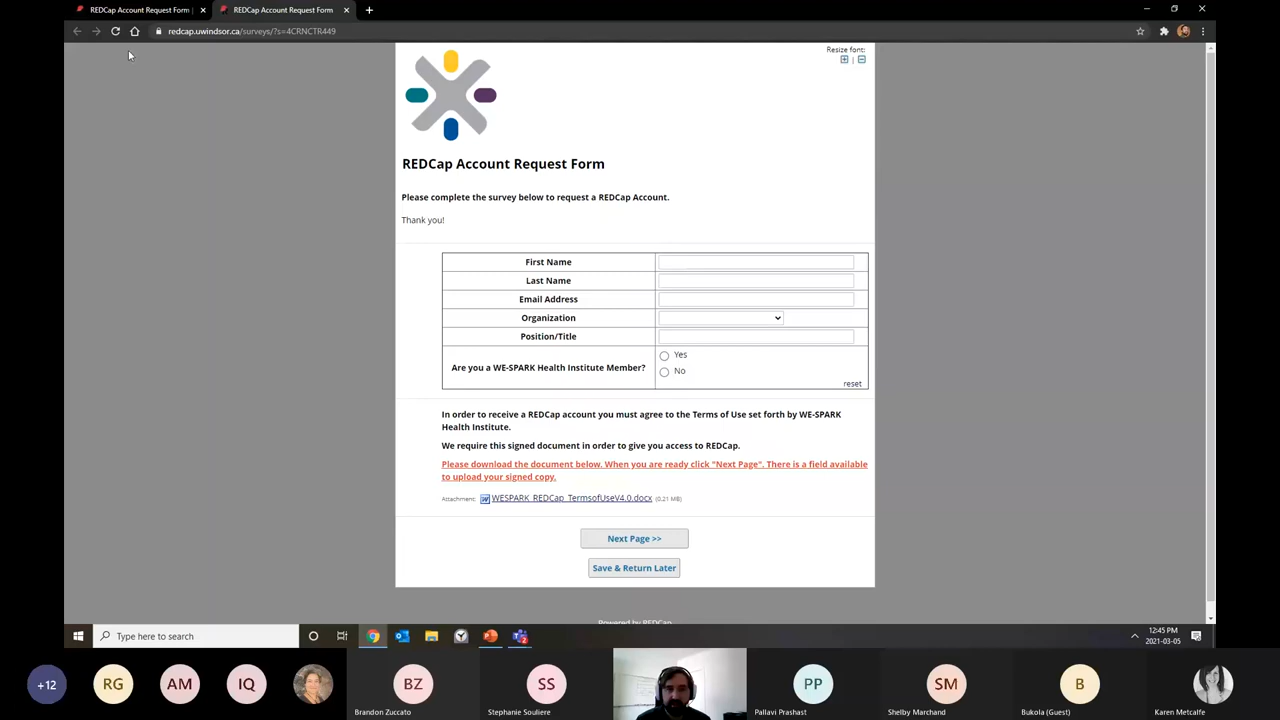 REDCap Account Request Form
REDCap Account Request Form
redcap.uwindsor.ca/surveys/?s=4CRNCTR449
Resize font:
REDCap Account Request Form
Please complete the survey below to request a REDCap Account.
Thank you!
First Name
Last Name
Email Address
Organization
Position/Title
Are you a WE-SPARK Health Institute Member?
Yes
No
reset
In order to receive a REDCap account you must agree to the Terms of Use set forth by WE-SPARK
Health Institute.
We require this signed document in order to give you access to REDCap.
Please download the document below. When you are ready click "Next Page". There is a field available
to upload your signed copy.
Attachment: WESPARK_REDCap_TermsofUseV4.0.docx (0.21 MB)
Next Page >>
Save & Return Later
Powered by REDCap
Type here to search
12:45 PM
2021-03-05
+12
RG
AM
IQ
BZ
Brandon Zuccato
SS
Stephanie Souliere
PP
Pallavi Prashast
SM
Shelby Marchand
B
Bukola (Guest)
Karen Metcalfe